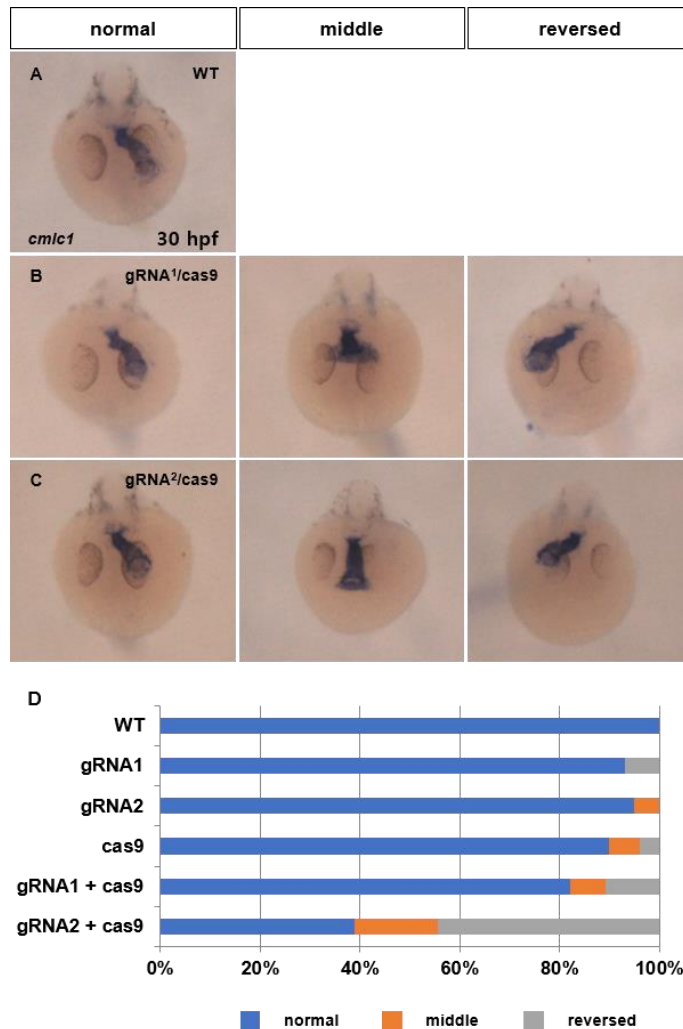 normal middle reversed
A WT
cmlc1 30 hpf
B gRNA¹/cas9
C gRNA²/cas9
D
WT
gRNA1
gRNA2
cas9
gRNA1 + cas9
gRNA2 + cas9
0% 20% 40% 60% 80% 100%
normal middle reversed